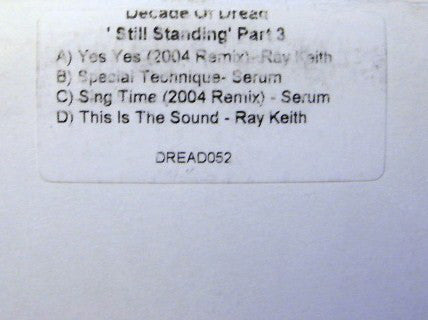 Decade Of Dread
' Still Standing' Part 3
A) Yes Yes (2004 Remix)- Ray Keith
B) Special Technique- Serum
C) Sing Time (2004 Remix) - Serum
D) This Is The Sound - Ray Keith
DREAD052